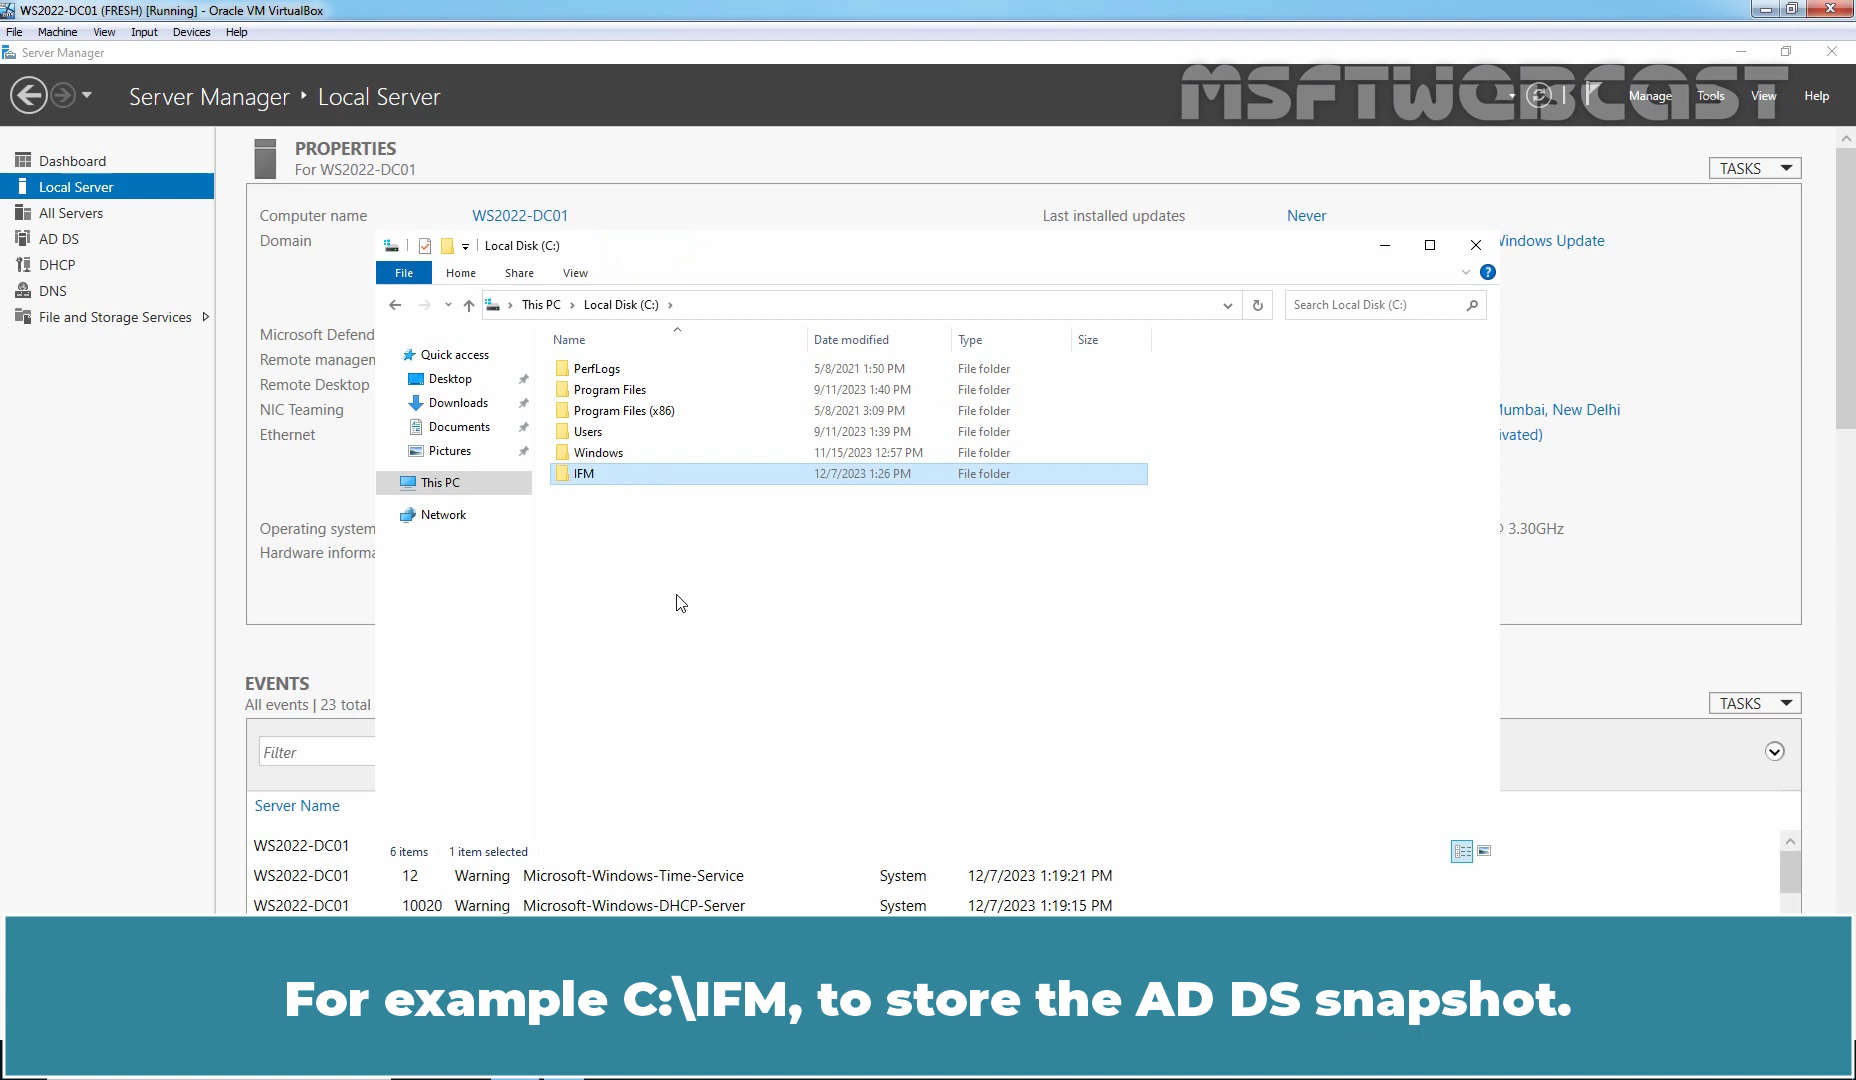 WS2022-DC01 (FRESH) [Running] - Oracle VM VirtualBox
File Machine View Input Devices Help
Server Manager
Server Manager ‣ Local Server
MSFTWEBCAST
Manage Tools View Help
Dashboard
Local Server
All Servers
AD DS
DHCP
DNS
File and Storage Services
PROPERTIES
For WS2022-DC01
TASKS
Computer name WS2022-DC01 Last installed updates Never
Domain
Windows Update
Microsoft Defend
Remote managem
Remote Desktop
NIC Teaming
Mumbai, New Delhi
Ethernet
ivated)
Operating system
3.30GHz
Hardware informa
Local Disk (C:)
File Home Share View
This PC > Local Disk (C:) >
Search Local Disk (C:)
Quick access
Desktop
Downloads
Documents
Pictures
This PC
Network
Name Date modified Type Size
PerfLogs 5/8/2021 1:50 PM File folder
Program Files 9/11/2023 1:40 PM File folder
Program Files (x86) 5/8/2021 3:09 PM File folder
Users 9/11/2023 1:39 PM File folder
Windows 11/15/2023 12:57 PM File folder
IFM 12/7/2023 1:26 PM File folder
6 items 1 item selected
EVENTS
All events | 23 total
TASKS
Filter
Server Name
WS2022-DC01
WS2022-DC01 12 Warning Microsoft-Windows-Time-Service System 12/7/2023 1:19:21 PM
WS2022-DC01 10020 Warning Microsoft-Windows-DHCP-Server System 12/7/2023 1:19:15 PM
For example C:\IFM, to store the AD DS snapshot.